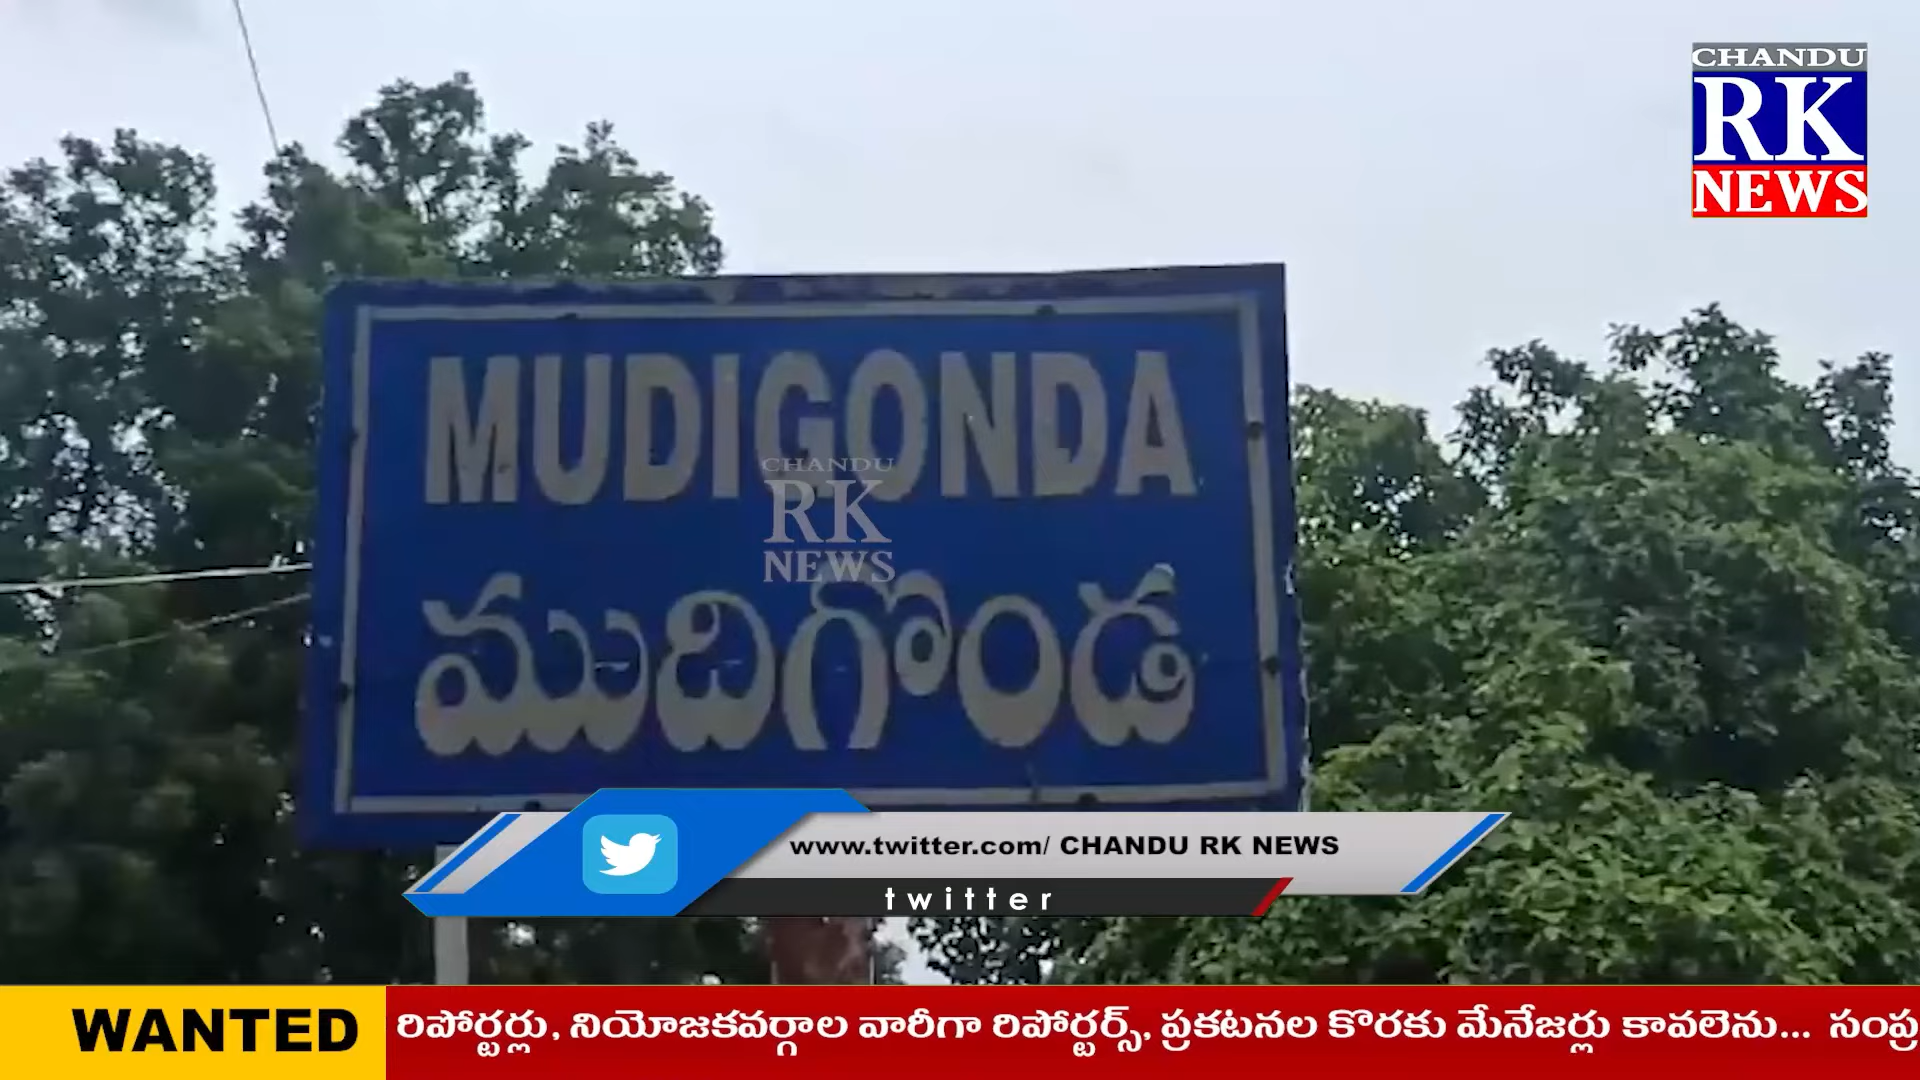 CHANDU
RK
NEWS
MUDIGONDA
CHANDU
RK
NEWS
ముదిగొండ
www.twitter.com/ CHANDU RK NEWS
twitter
WANTED
రిపోర్టర్లు, నియోజకవర్గాల వారీగా రిపోర్టర్స్, ప్రకటనల కొరకు మేనేజర్లు కావలెను...